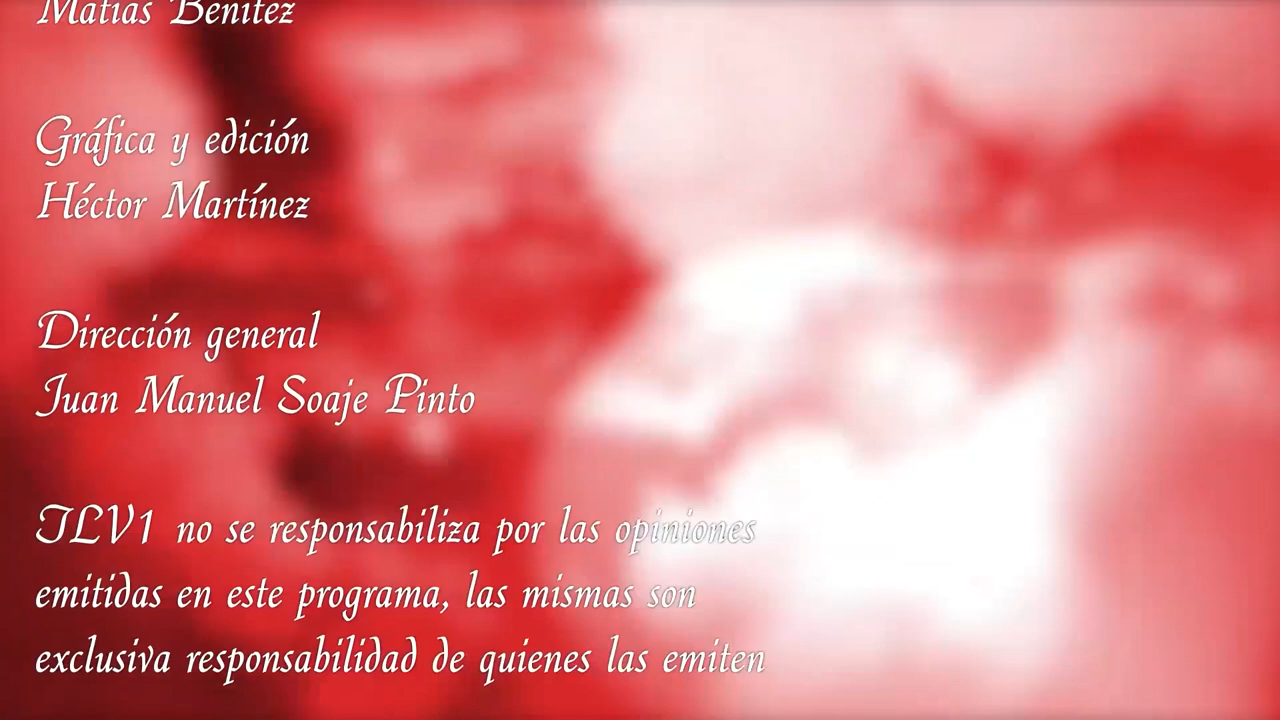 Matías Benítez
Gráfica y edición
Héctor Martínez
Dirección general
Juan Manuel Soaje Pinto
TLV1 no se responsabiliza por las opiniones
emitidas en este programa, las mismas son
exclusiva responsabilidad de quienes las emiten